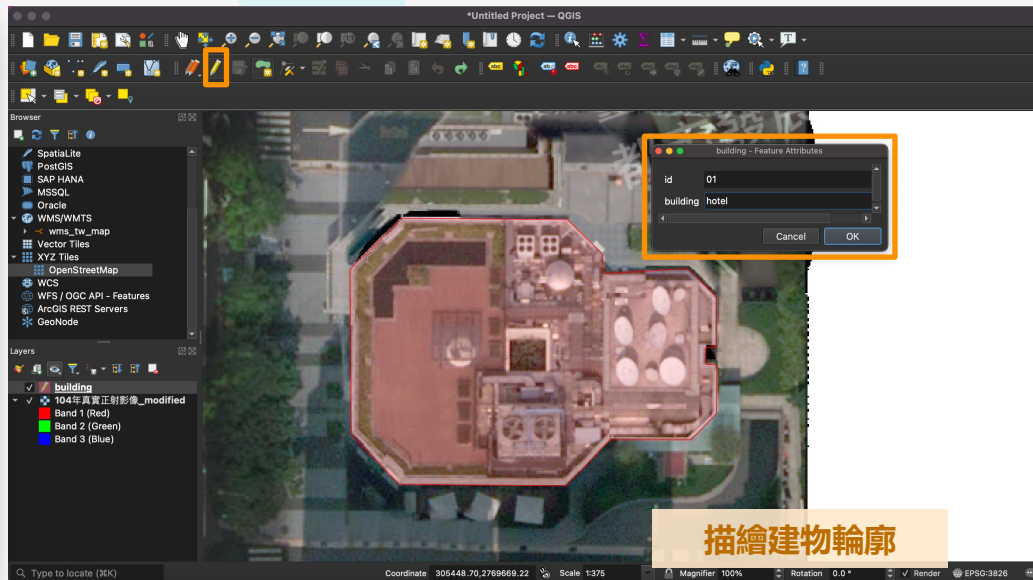 *Untitled Project — QGIS
Browser
SpatiaLite
PostGIS
SAP HANA
MSSQL
Oracle
WMS/WMTS
wms_tw_map
Vector Tiles
XYZ Tiles
OpenStreetMap
WCS
WFS / OGC API - Features
ArcGIS REST Servers
GeoNode
Layers
building
104年真實正射影像_modified
Band 1 (Red)
Band 2 (Green)
Band 3 (Blue)
building - Feature Attributes
id 01
building hotel
Cancel OK
描繪建物輪廓
Type to locate (⌘K) Coordinate 305448.70,2769669.22 Scale 1:375 Magnifier 100% Rotation 0.0 ° Render EPSG:3826